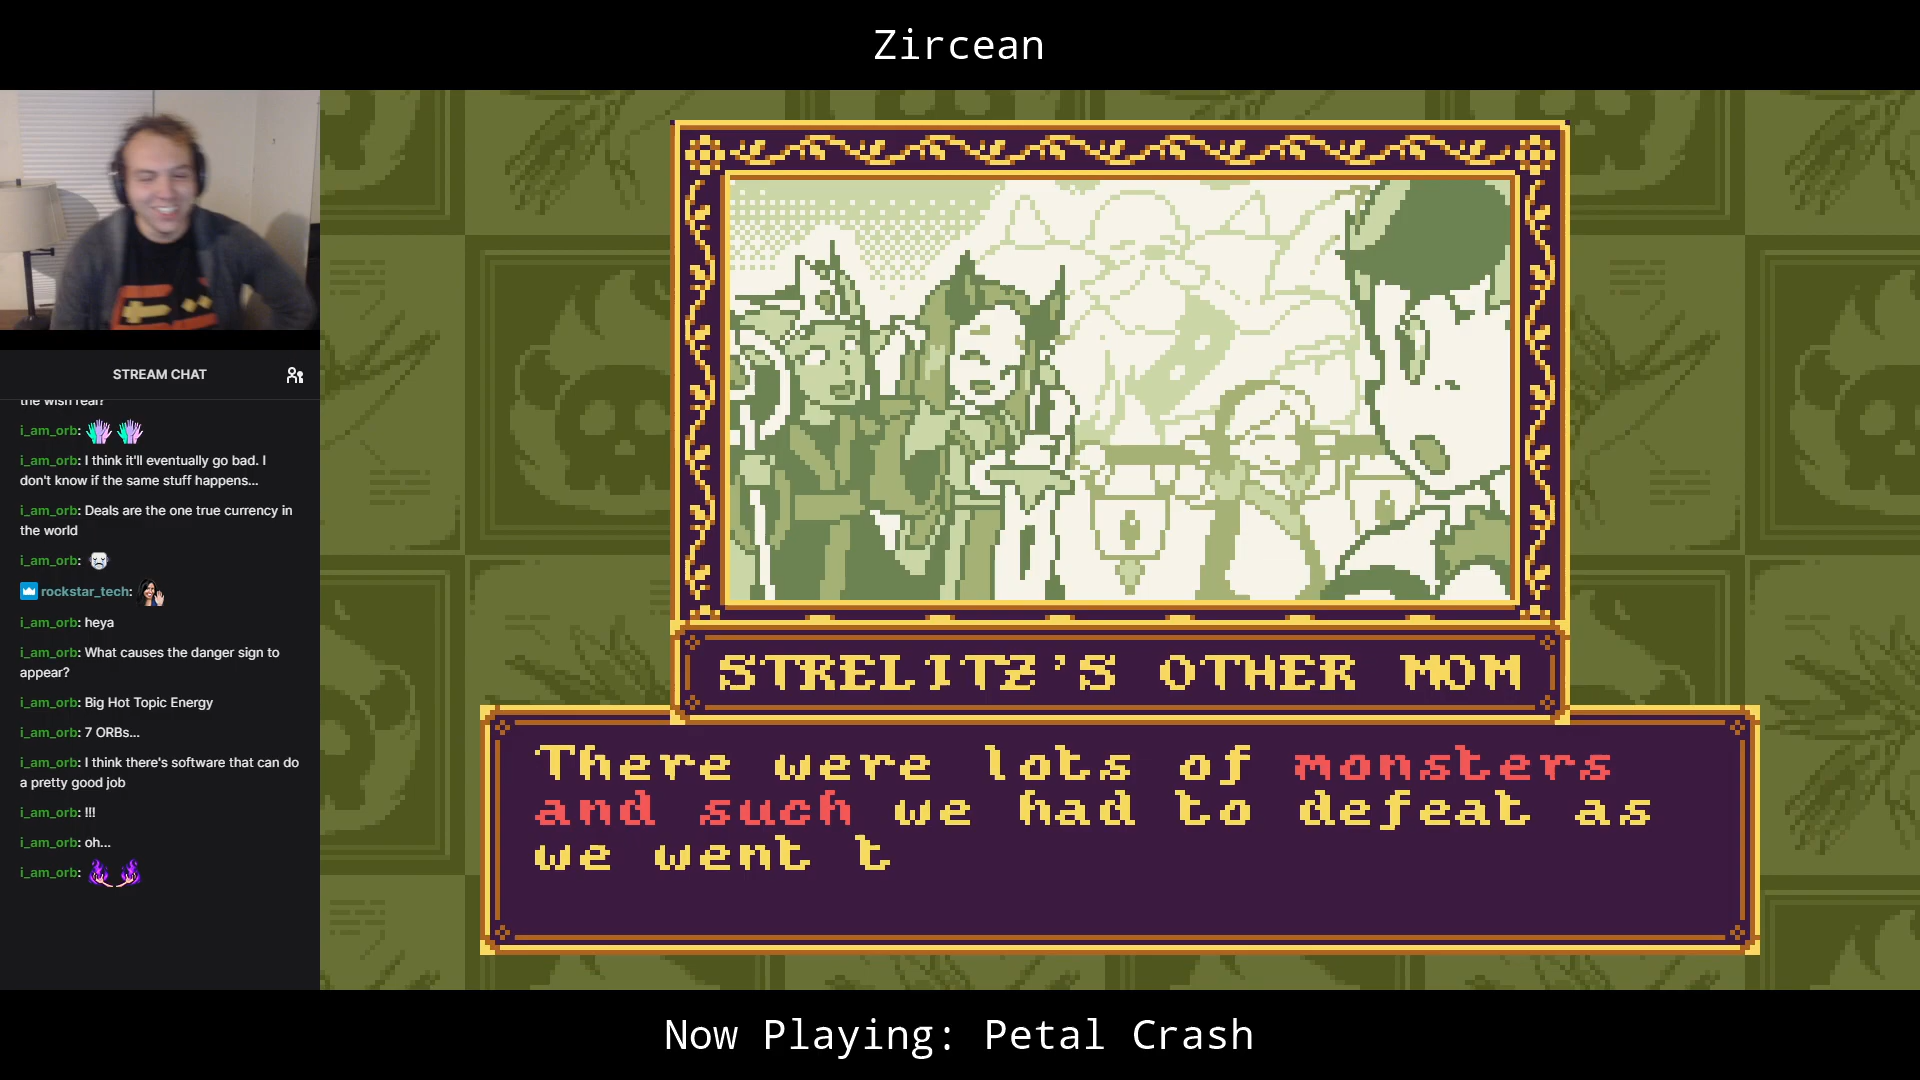 Zircean
STREAM CHAT
the wish real?
i_am_orb:
i_am_orb: I think it'll eventually go bad. I
don't know if the same stuff happens...
i_am_orb: Deals are the one true currency in
the world
i_am_orb:
rockstar_tech:
i_am_orb: heya
i_am_orb: What causes the danger sign to
appear?
i_am_orb: Big Hot Topic Energy
i_am_orb: 7 ORBs...
i_am_orb: I think there's software that can do
a pretty good job
i_am_orb: !!!
i_am_orb: oh...
i_am_orb:
STRELITZ'S OTHER MOM
There were lots of monsters
and such we had to defeat as
we went t
Now Playing: Petal Crash